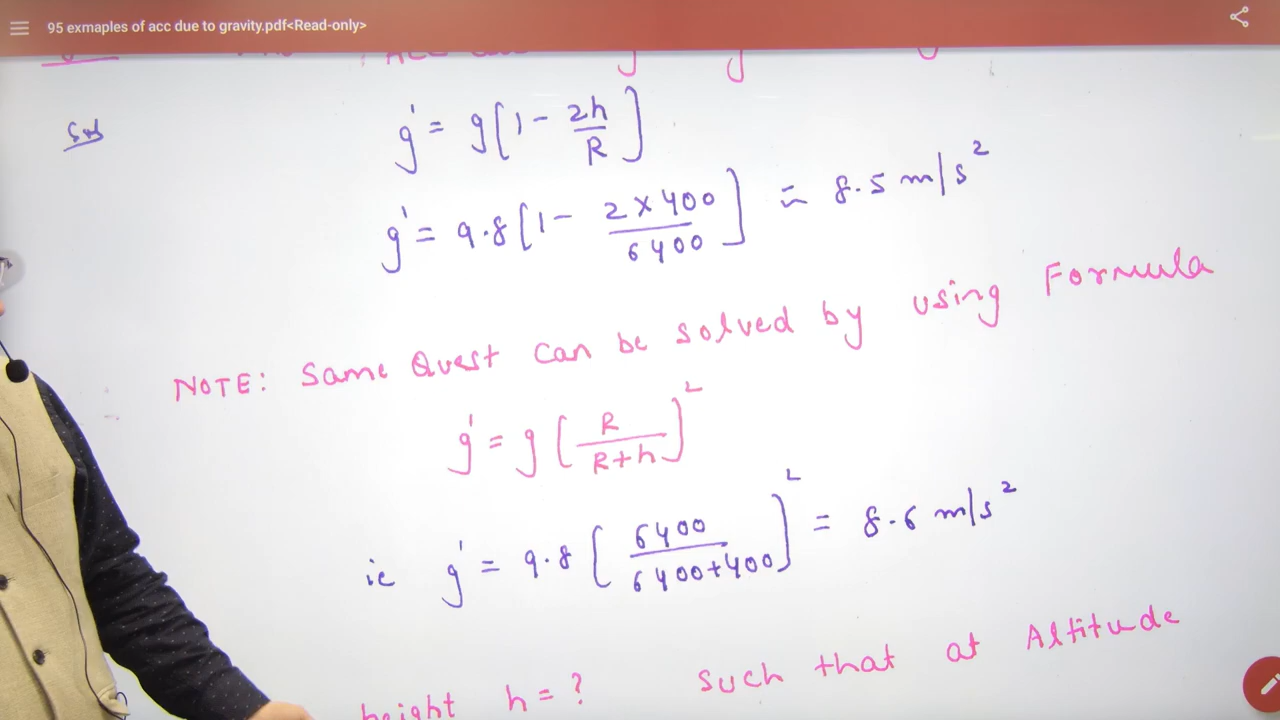 95 exmaples of acc due to gravity.pdf<Read-only>
Sol
g' = g[1 - 2h/R]
g' = 9.8[1 - 2×400/6400] ≈ 8.5 m/s²
NOTE: Same Quest can be solved by using Formula
g' = g[R/R+h]²
ie g' = 9.8[6400/6400+400]² = 8.6 m/s²
height h = ? such that at Altitude